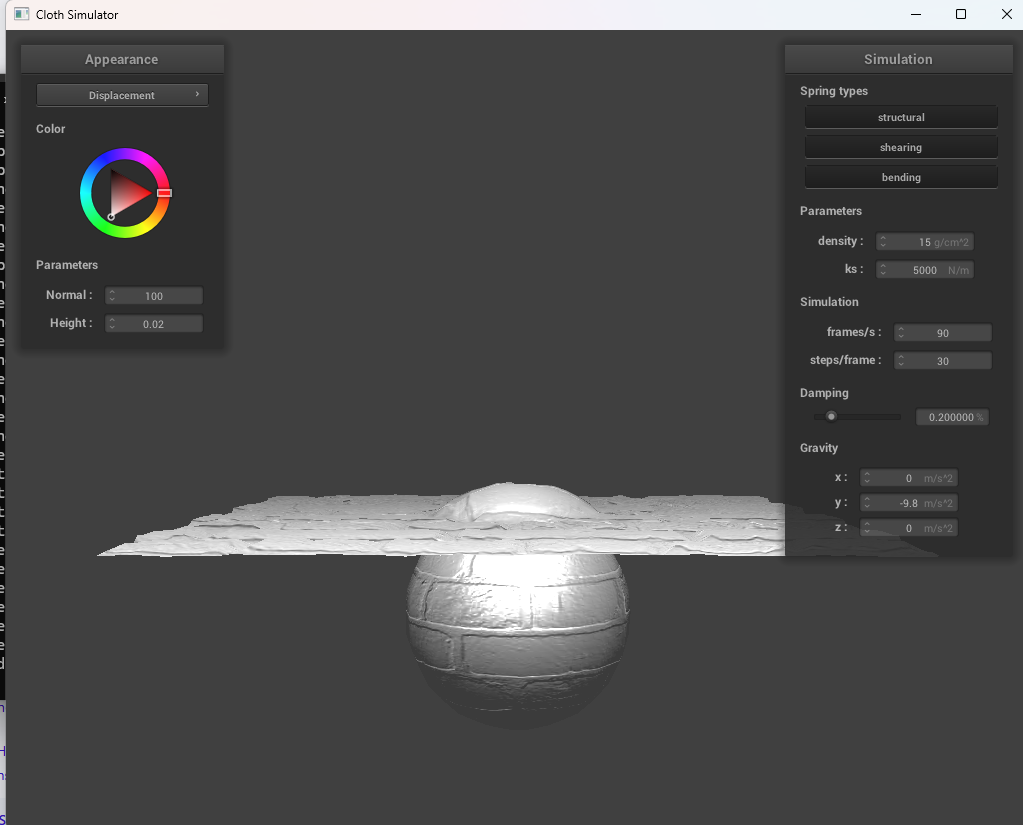 Cloth Simulator
Appearance
Displacement
Color
Parameters
Normal : 100
Height : 0.02
Simulation
Spring types
structural
shearing
bending
Parameters
density : 15 g/cm^2
ks : 5000 N/m
Simulation
frames/s : 90
steps/frame : 30
Damping
0.200000 %
Gravity
x : 0 m/s^2
y : -9.8 m/s^2
z : 0 m/s^2